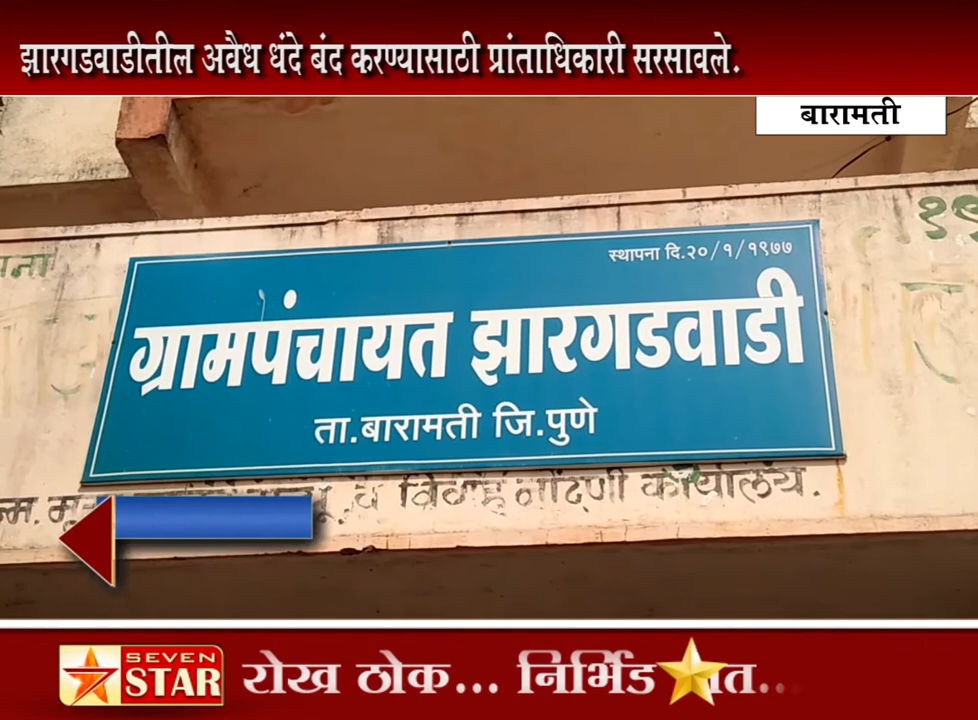 झारगडवाडीतील अवैध धंदे बंद करण्यासाठी प्रांताधिकारी सरसावले.
बारामती
स्थापना दि.२०/१/१९७७
ग्रामपंचायत झारगडवाडी
ता.बारामती जि.पुणे
व विवाह नोंदणी कार्यालय.
SEVEN
STAR
रोख ठोक... निर्भिड